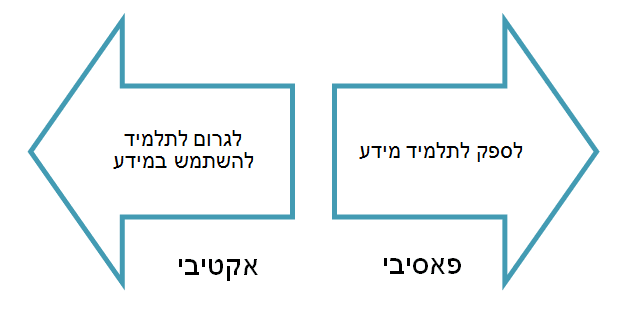 לספק לתלמיד מידע
פאסיבי
לגרום לתלמיד
להשתמש במידע
אקטיבי